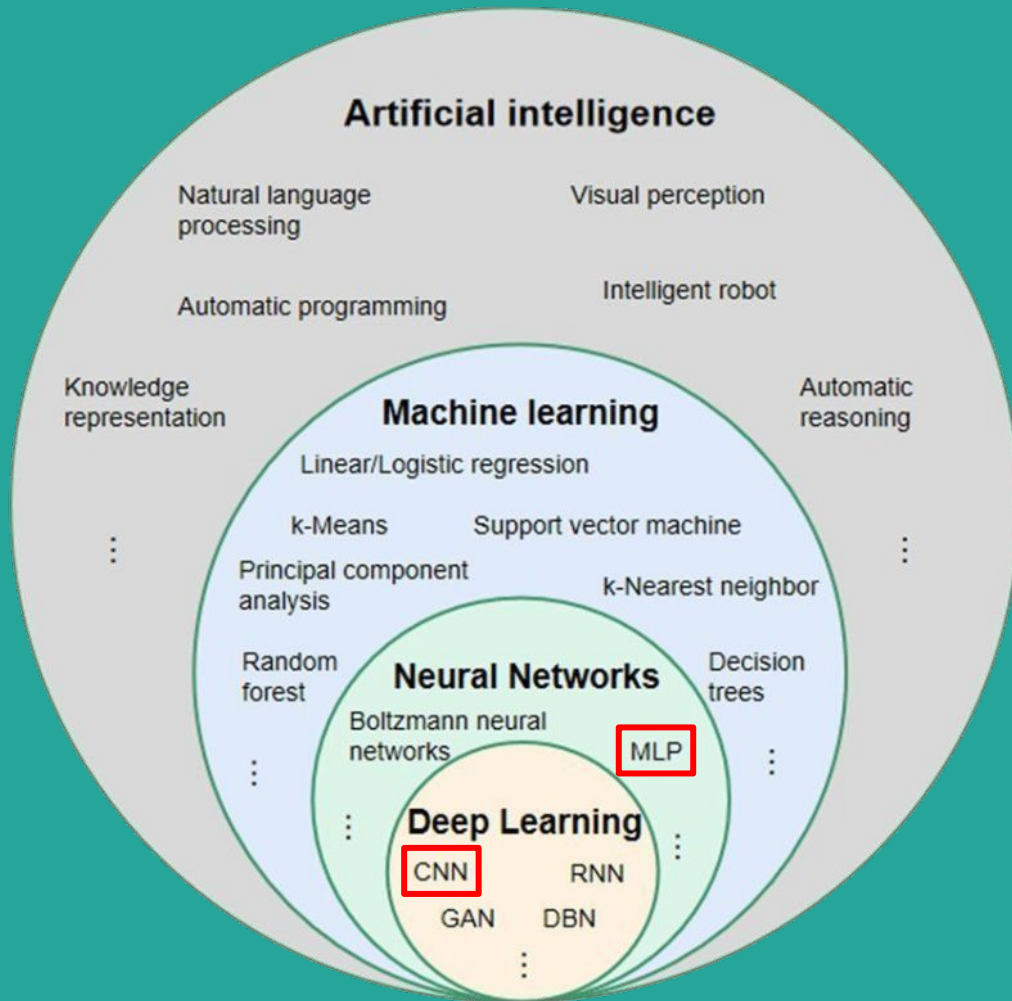 Artificial intelligence
Natural language
processing
Visual perception
Automatic programming
Intelligent robot
Knowledge
representation
Automatic
reasoning
Machine learning
Linear/Logistic regression
k-Means
Support vector machine
Principal component
analysis
k-Nearest neighbor
Random
forest
Decision
trees
Neural Networks
Boltzmann neural
networks
MLP
Deep Learning
CNN
RNN
GAN
DBN